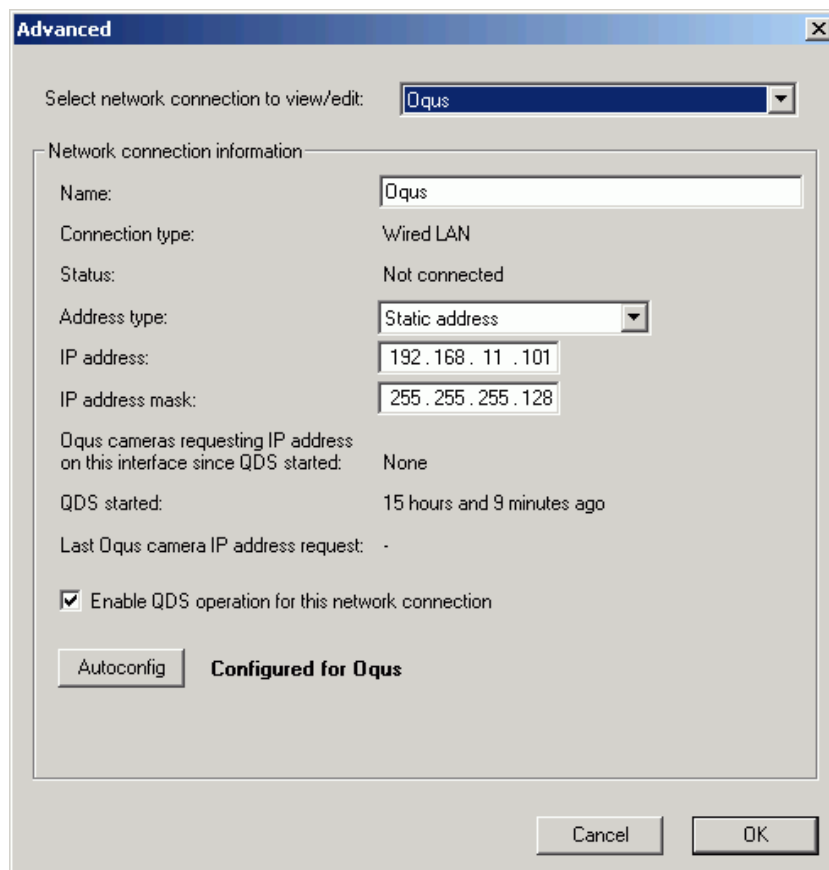 Advanced
Select network connection to view/edit: Oqus
Network connection information
Name: Oqus
Connection type: Wired LAN
Status: Not connected
Address type: Static address
IP address: 192 . 168 . 11 . 101
IP address mask: 255 . 255 . 255 . 128
Oqus cameras requesting IP address
on this interface since QDS started: None
QDS started: 15 hours and 9 minutes ago
Last Oqus camera IP address request: -
Enable QDS operation for this network connection
Autoconfig Configured for Oqus
Cancel OK